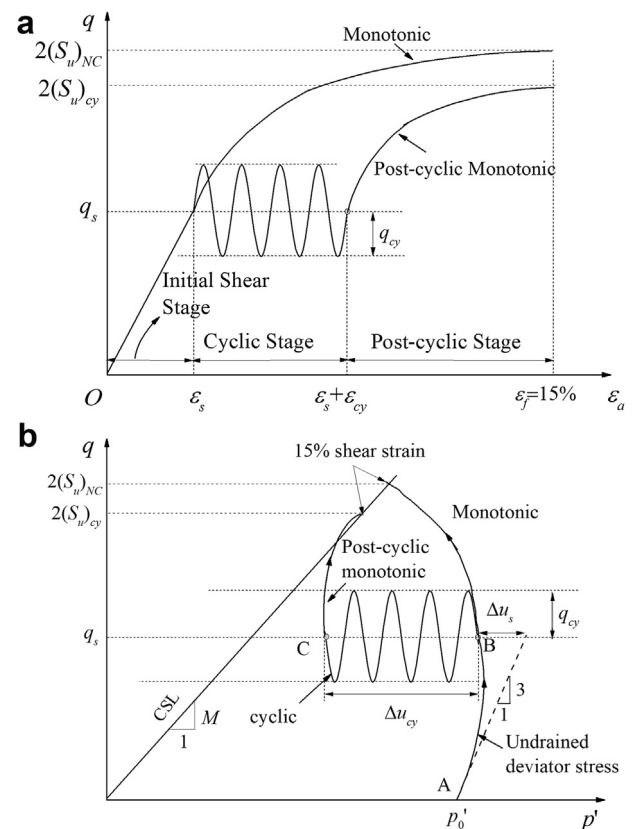 a
q
Monotonic
2(S_u)_NC
2(S_u)_cy
Post-cyclic Monotonic
q_s
q_cy
Initial Shear
Stage
Cyclic Stage
Post-cyclic Stage
O
ε_s
ε_s+ε_cy
ε_f=15%
ε_a
b
q
15% shear strain
2(S_u)_NC
2(S_u)_cy
Monotonic
Post-cyclic
monotonic
Δu_s
q_cy
q_s
C
B
CSL
M
1
cyclic
Δu_cy
3
1
Undrained
deviator stress
A
p_0'
p'